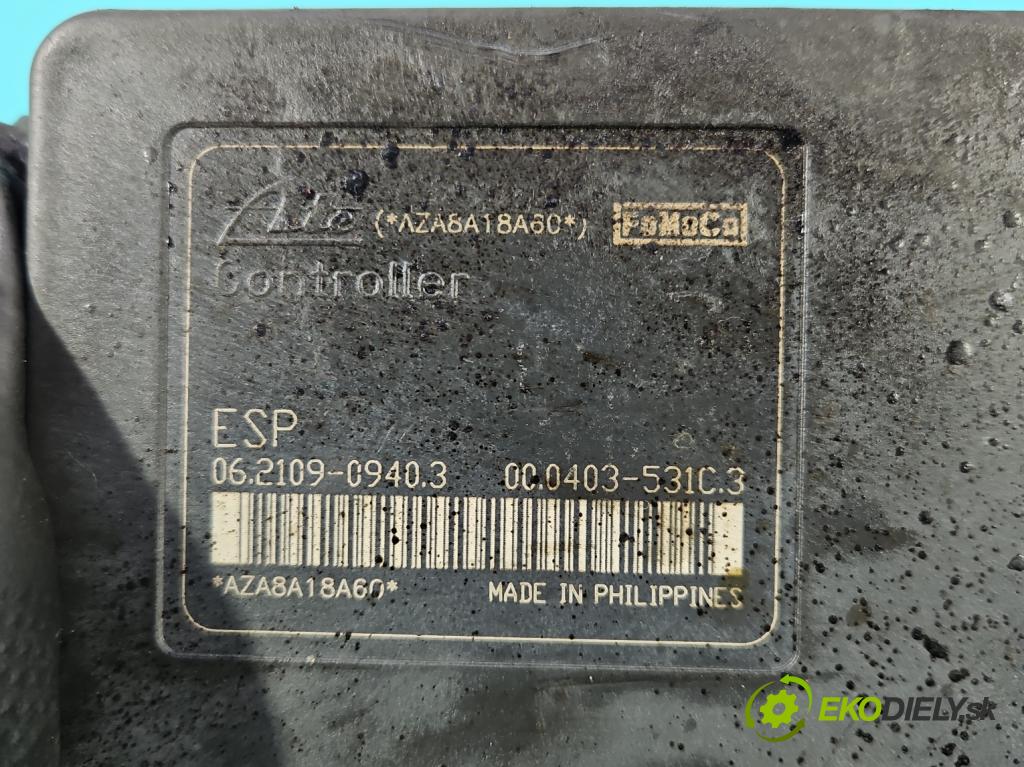 Ate (*AZA8A18A60*) FoMoCo
Controller
ESP
06.2109-0940.3 00.0403-531C.3
*AZA8A18A60* MADE IN PHILIPPINES
EKODIELY.sk